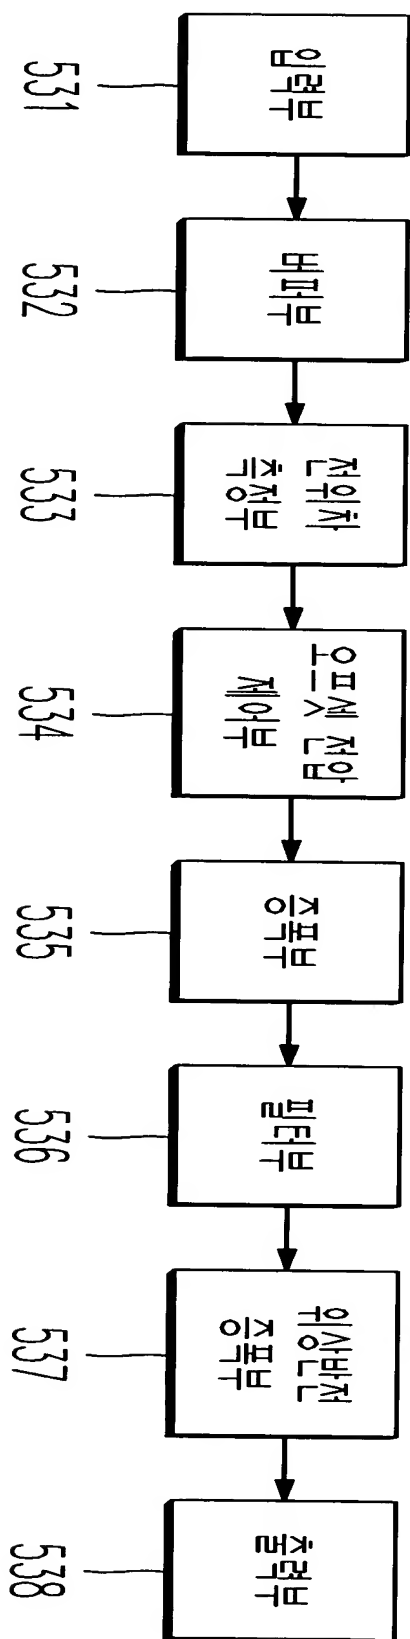 입력부
531
버퍼부
532
전위차
측정부
533
오프셋 전압
제어부
534
증폭부
535
필터부
536
위상반전
증폭부
537
출력부
538